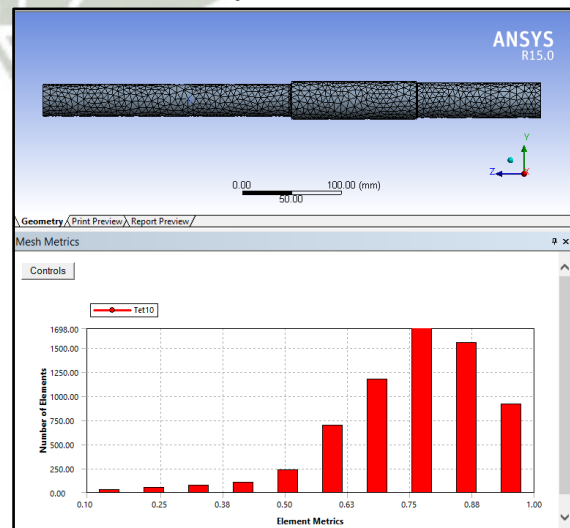 ANSYS
R15.0
Y
Z
X
0.00
100.00 (mm)
50.00
Geometry Print Preview Report Preview
Mesh Metrics
Controls
Tet10
Number of Elements
1698.00
1500.00
1250.00
1000.00
750.00
500.00
250.00
0.00
0.10 0.25 0.38 0.50 0.63 0.75 0.88 1.00
Element Metrics